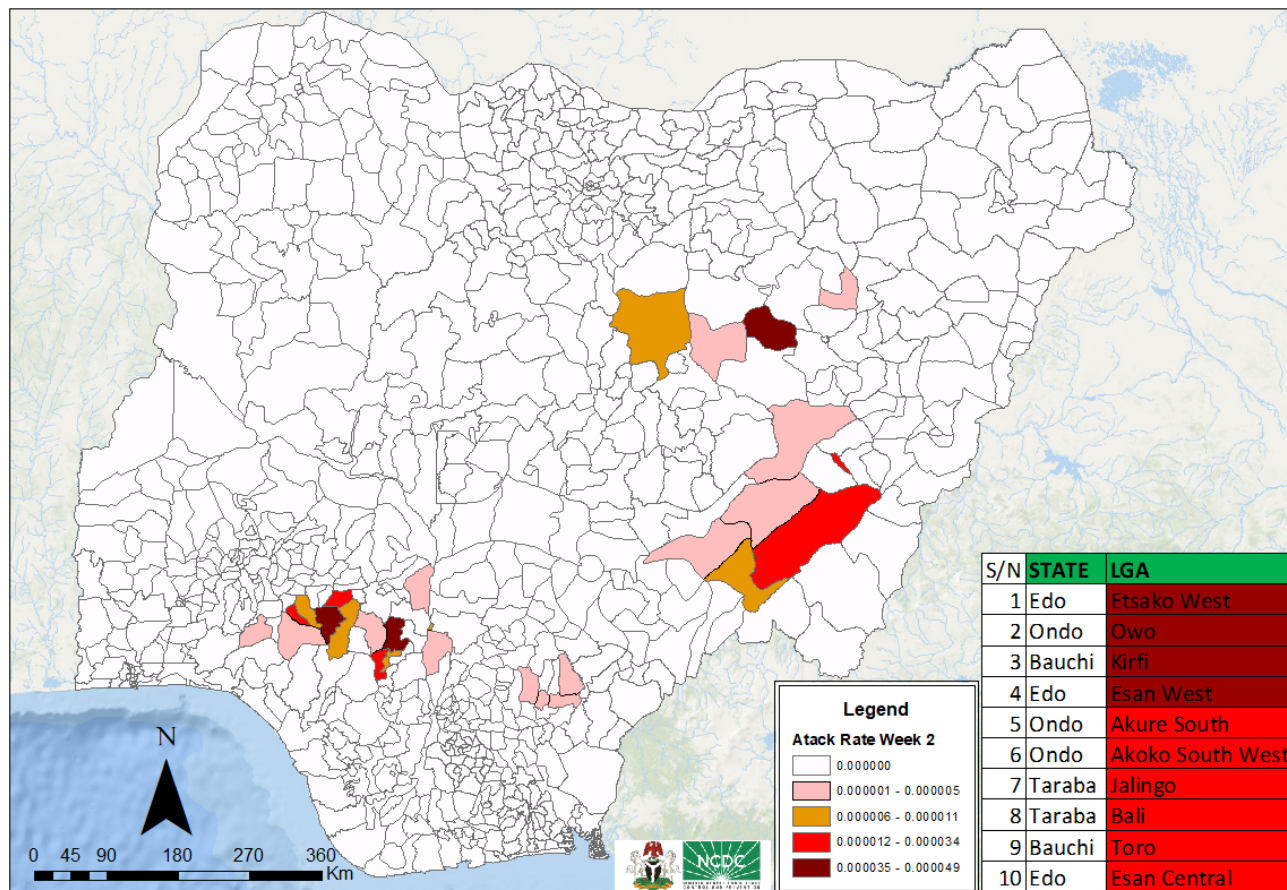 S/N STATE LGA
1 Edo Etsako West
2 Ondo Owo
3 Bauchi Kirfi
4 Edo Esan West
5 Ondo Akure South
6 Ondo Akoko South West
7 Taraba Jalingo
8 Taraba Bali
9 Bauchi Toro
10 Edo Esan Central
Legend
Atack Rate Week 2
0.000000
0.000001 - 0.000005
0.000006 - 0.000011
0.000012 - 0.000034
0.000035 - 0.000049
N
0 45 90 180 270 360
Km
NCDC